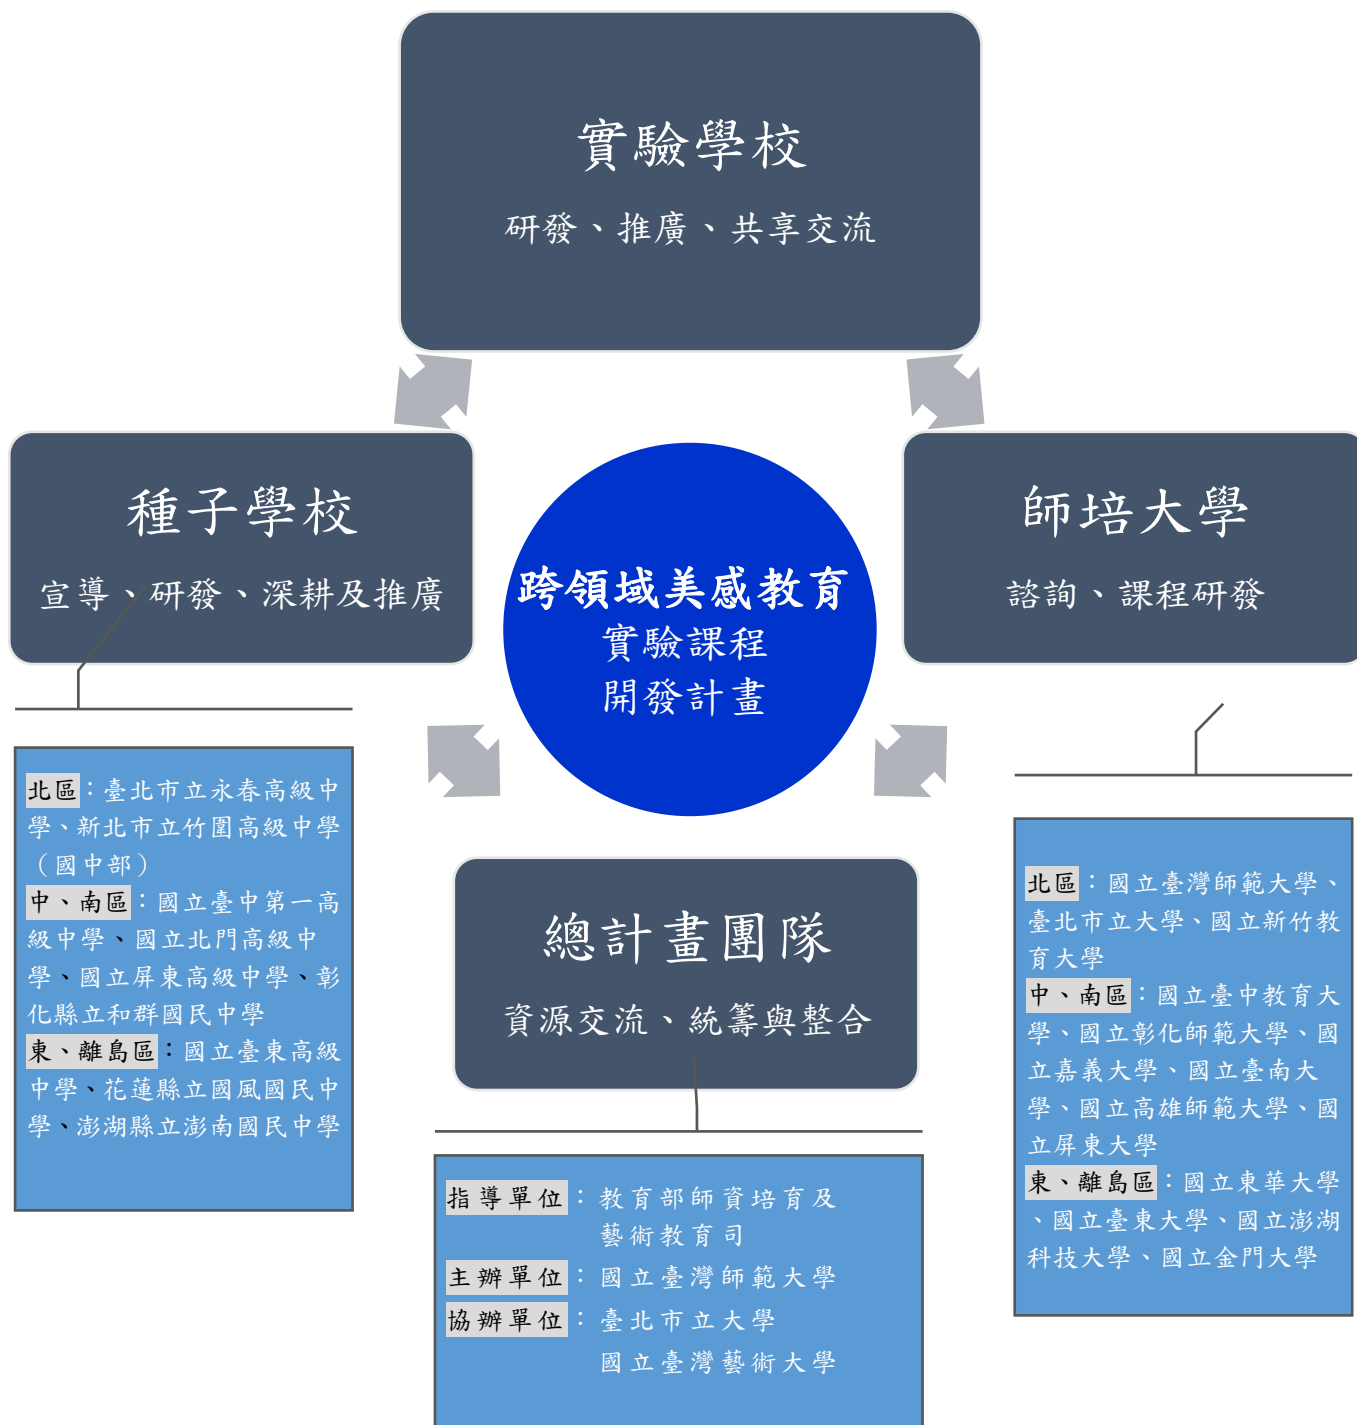 實驗學校
研發、推廣、共享交流
種子學校
宣導、研發、深耕及推廣
跨領域美感教育
實驗課程
開發計畫
師培大學
諮詢、課程研發
北區：臺北市立永春高級中
學、新北市立竹圍高級中學
（國中部）
中、南區：國立臺中第一高
級中學、國立北門高級中
學、國立屏東高級中學、彰
化縣立和群國民中學
東、離島區：國立臺東高級
中學、花蓮縣立國風國民中
學、澎湖縣立澎南國民中學
總計畫團隊
資源交流、統籌與整合
指導單位：教育部師資培育及
藝術教育司
主辦單位：國立臺灣師範大學
協辦單位：臺北市立大學
國立臺灣藝術大學
北區：國立臺灣師範大學、
臺北市立大學、國立新竹教
育大學
中、南區：國立臺中教育大
學、國立彰化師範大學、國
立嘉義大學、國立臺南大
學、國立高雄師範大學、國
立屏東大學
東、離島區：國立東華大學
、國立臺東大學、國立澎湖
科技大學、國立金門大學